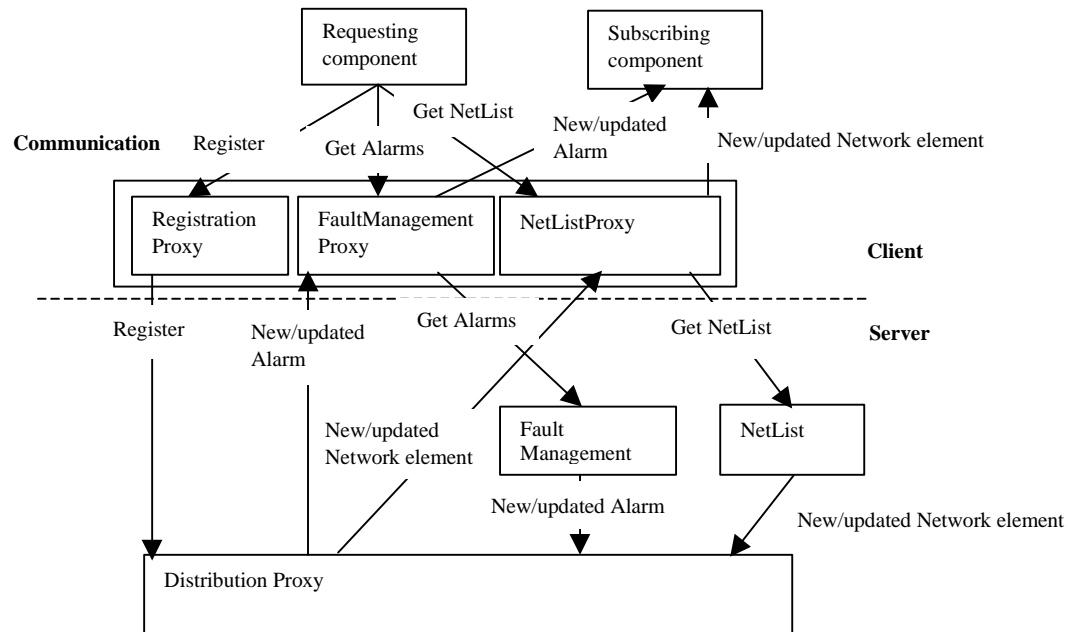 Requesting
component
Subscribing
component
Get NetList
New/updated
Alarm
Communication
Register
Get Alarms
New/updated Network element
Registration
Proxy
FaultManagement
Proxy
NetListProxy
Client
Register
New/updated
Alarm
Get Alarms
Get NetList
Server
New/updated
Network element
Fault
Management
NetList
New/updated Alarm
New/updated Network element
Distribution Proxy